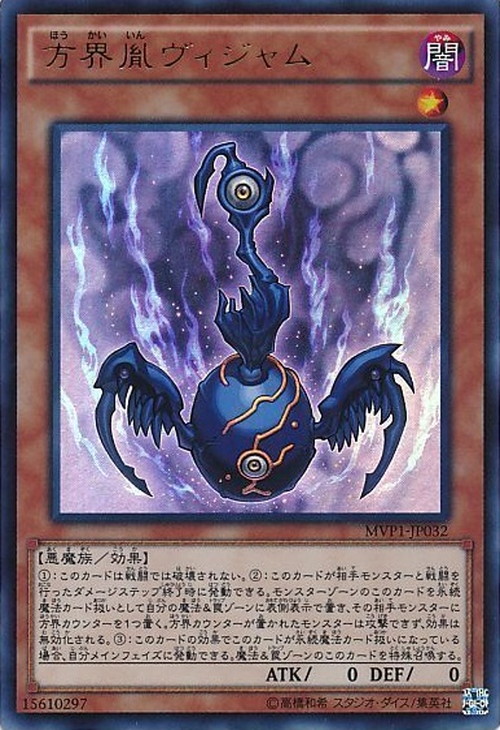 ほう かい いん
方界胤ヴィジャム
やみ
闇
MVP1-JP032
【悪魔族／効果】
①：このカードは戦闘では破壊されない。②：このカードが相手モンスターと戦闘を
行ったダメージステップ終了時に発動できる。モンスターゾーンのこのカードを永続
魔法カード扱いとして自分の魔法＆罠ゾーンに表側表示で置き、その相手モンスターに
方界カウンターを1つ置く。方界カウンターが置かれたモンスターは攻撃できず、効果は
無効化される。③：このカードの効果でこのカードが永続魔法カード扱いになっている
場合、自分メインフェイズに発動できる。魔法＆罠ゾーンのこのカードを特殊召喚する。
ATK/ 0 DEF/ 0
15610297 ©高橋和希 スタジオ・ダイス/集英社